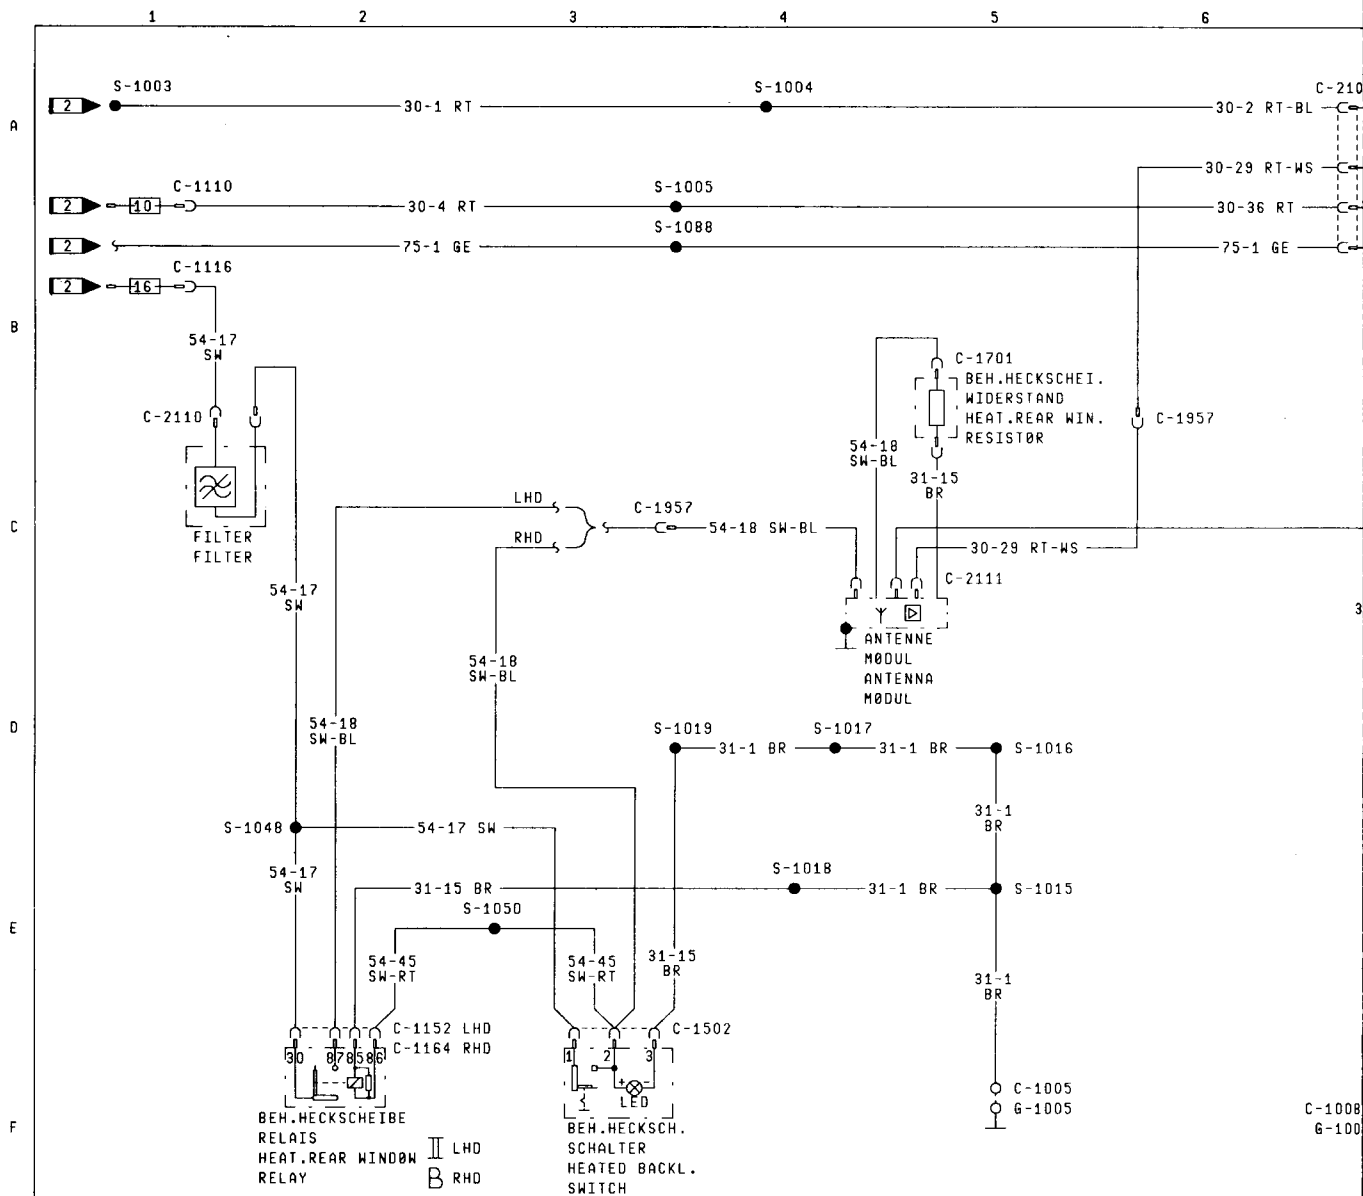 1 2 3 4 5 6
A
B
C
D
E
F
S-1003
S-1004
C-210
2
30-1 RT
30-2 RT-BL
30-29 RT-WS
C-1110
S-1005
2
10
30-4 RT
30-36 RT
S-1088
2
75-1 GE
75-1 GE
C-1116
2
16
54-17
SW
C-2110
FILTER
FILTER
C-1701
BEH.HECKSCHEI.
WIDERSTAND
HEAT.REAR WIN.
RESISTØR
C-1957
54-18
SW-BL
31-15
BR
LHD
RHD
C-1957
54-18 SW-BL
30-29 RT-WS
C-2111
54-17
SW
ANTENNE
MØDUL
ANTENNA
MØDUL
3
54-18
SW-BL
54-18
SW-BL
S-1019
S-1017
31-1 BR
31-1 BR
S-1016
31-1
BR
S-1048
54-17 SW
54-17
SW
31-15 BR
S-1018
31-1 BR
S-1015
S-1050
54-45
SW-RT
54-45
SW-RT
31-15
BR
31-1
BR
C-1152 LHD
C-1164 RHD
30 87 85 86
C-1502
1 2 3
+ -
LED
BEH.HECKSCHEIBE
RELAIS
HEAT.REAR WINDØW
RELAY
LHD
RHD
BEH.HECKSCH.
SCHALTER
HEATED BACKL.
SWITCH
C-1005
G-1005
C-1008
G-100